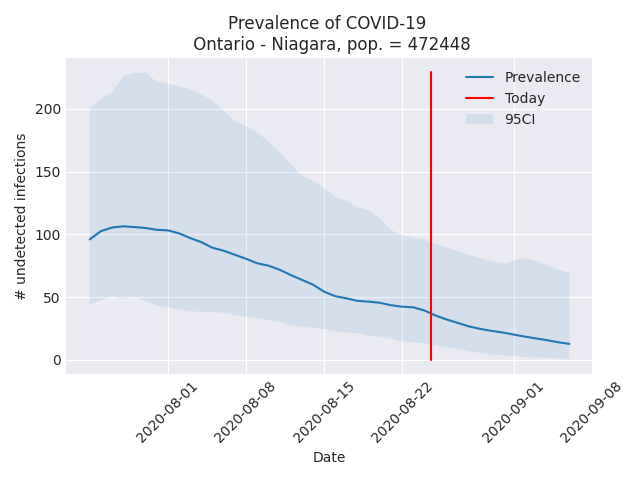 Prevalence of COVID-19
Ontario - Niagara, pop. = 472448
Prevalence
Today
95CI
# undetected infections
200
150
100
50
0
2020-08-01
2020-08-08
2020-08-15
2020-08-22
2020-09-01
2020-09-08
Date